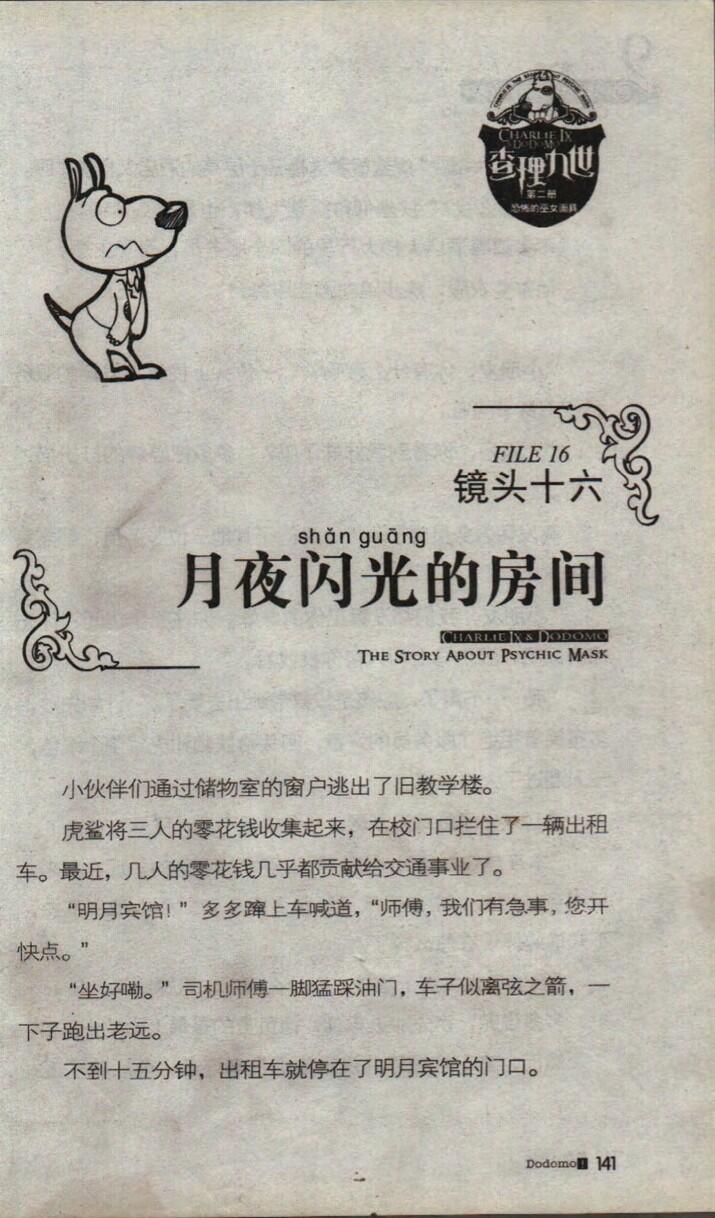 CHARLIE IX
& DODOMO
查理九世
第二册
恐怖的巫女面具
FILE 16
镜头十六
shǎn guāng
月夜闪光的房间
CHARLIE IX & DODOMO
THE STORY ABOUT PSYCHIC MASK
小伙伴们通过储物室的窗户逃出了旧教学楼。
虎鲨将三人的零花钱收集起来，在校门口拦住了一辆出租
车。最近，几人的零花钱几乎都贡献给交通事业了。
“明月宾馆！”多多蹿上车喊道，“师傅，我们有急事，您开
快点。”
“坐好嘞。”司机师傅一脚猛踩油门，车子似离弦之箭，一
下子跑出老远。
不到十五分钟，出租车就停在了明月宾馆的门口。
Dodomo! 141